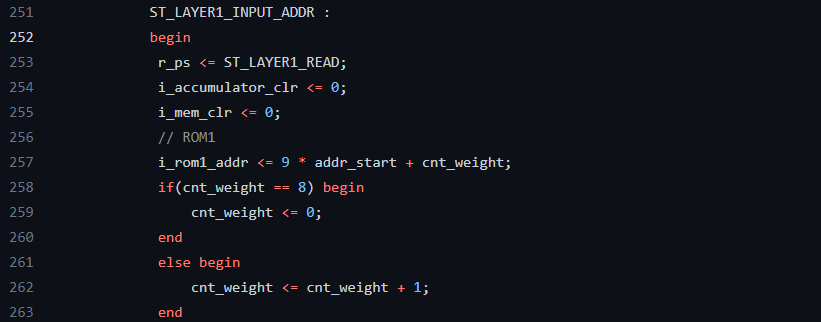 251 ST_LAYER1_INPUT_ADDR :
252 begin
253 r_ps <= ST_LAYER1_READ;
254 i_accumulator_clr <= 0;
255 i_mem_clr <= 0;
256 // ROM1
257 i_rom1_addr <= 9 * addr_start + cnt_weight;
258 if(cnt_weight == 8) begin
259 cnt_weight <= 0;
260 end
261 else begin
262 cnt_weight <= cnt_weight + 1;
263 end